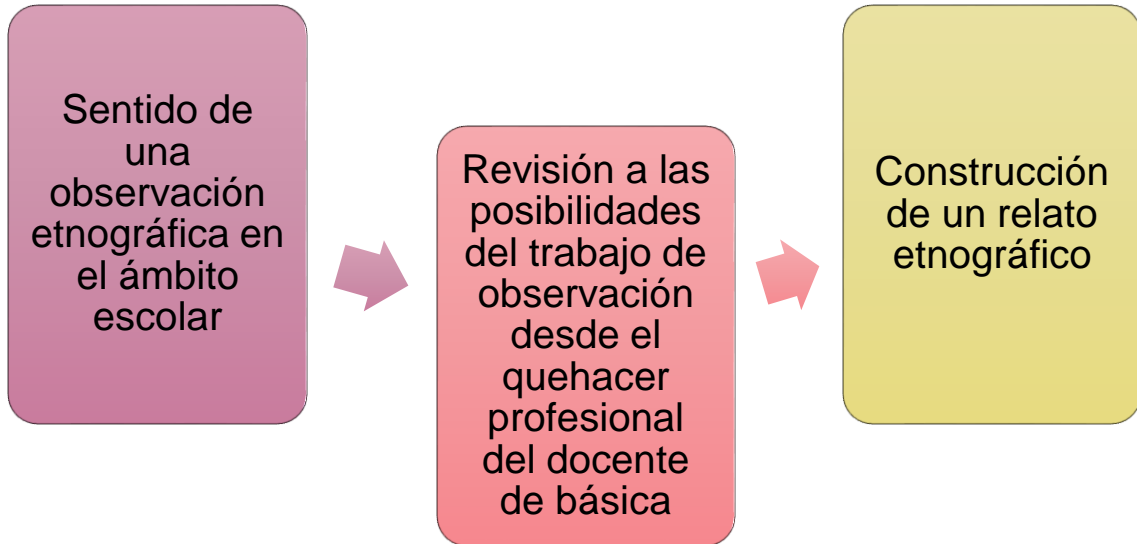 Sentido de
una
observación
etnográfica en
el ámbito
escolar
Revisión a las
posibilidades
del trabajo de
observación
desde el
quehacer
profesional
del docente
de básica
Construcción
de un relato
etnográfico